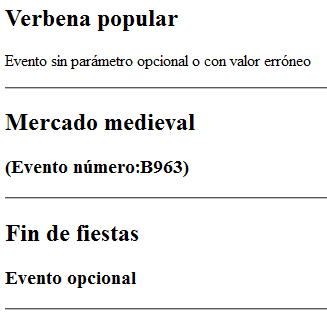 Verbena popular
Evento sin parámetro opcional o con valor erróneo
Mercado medieval
(Evento número:B963)
Fin de fiestas
Evento opcional